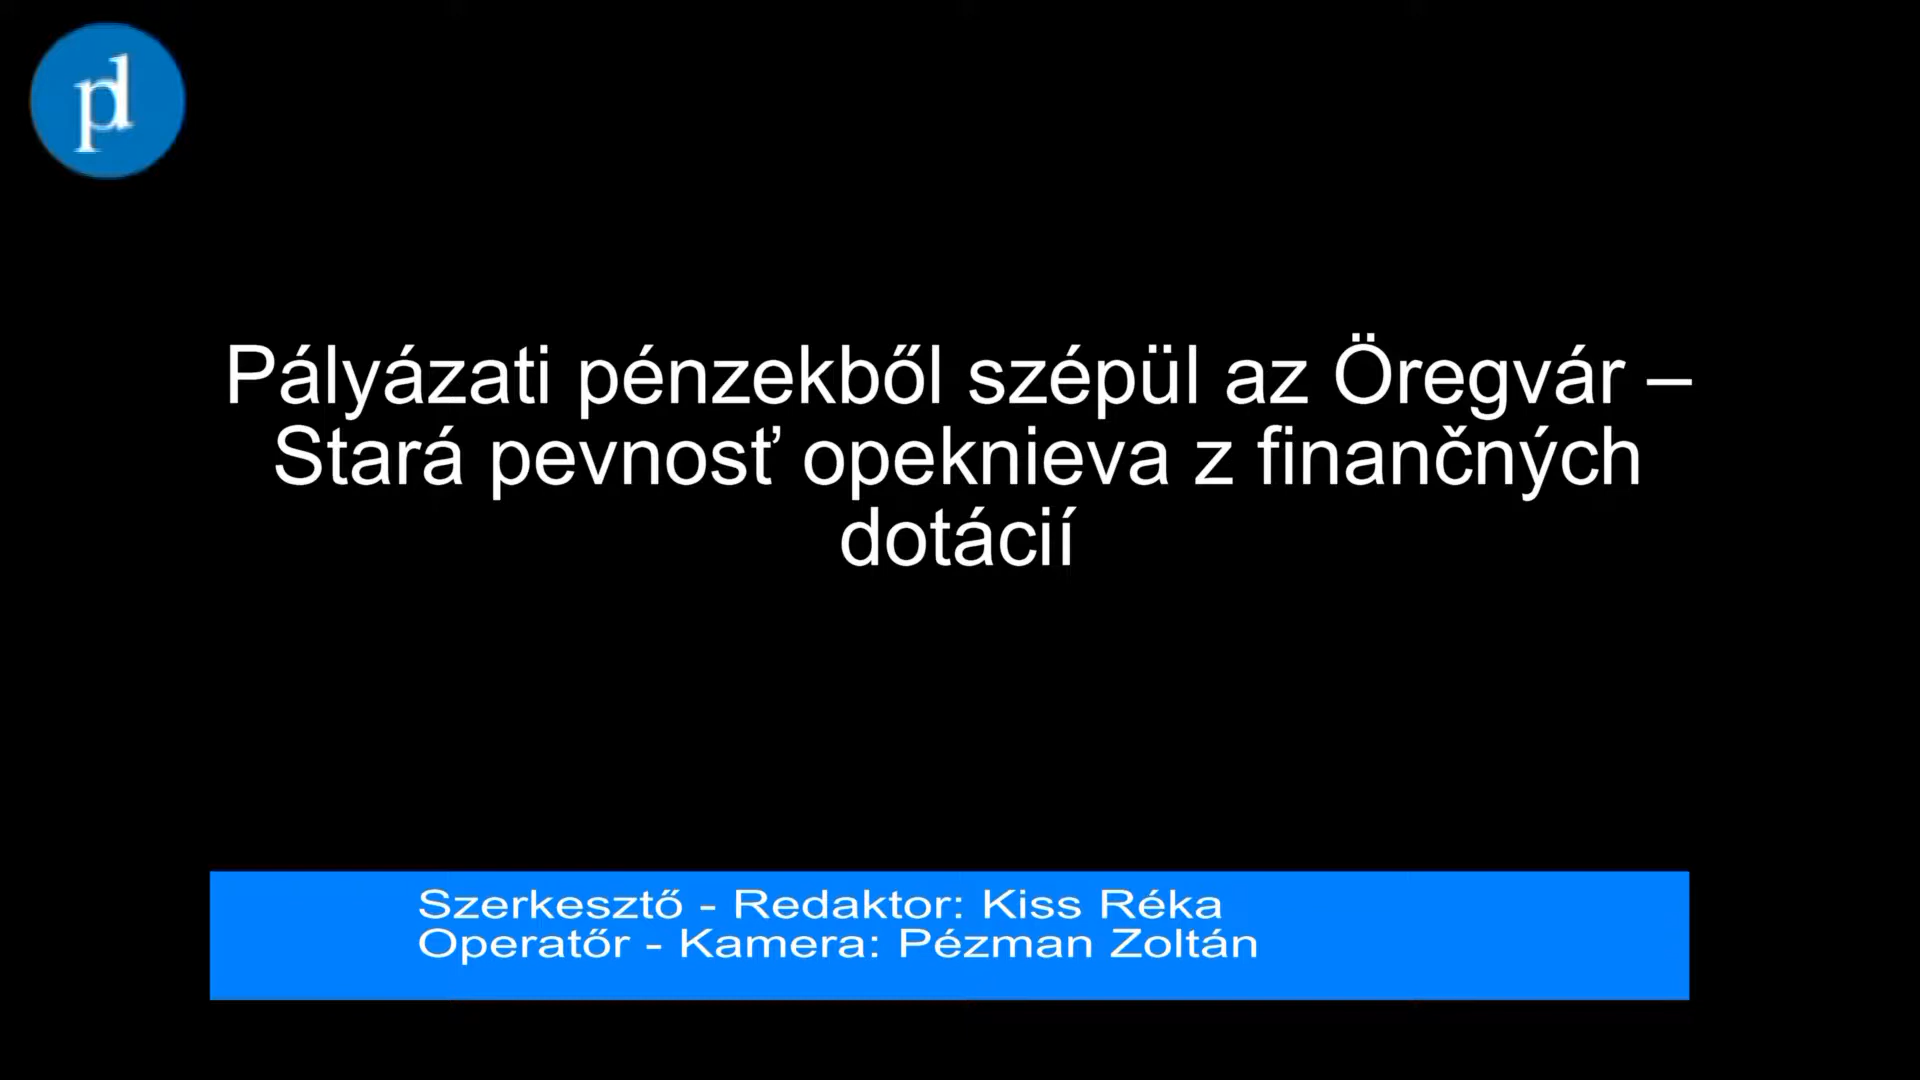 pd
Pályázati pénzekből szépül az Öregvár –
Stará pevnosť opeknieva z finančných
dotácií
Szerkesztő - Redaktor: Kiss Réka
Operatőr - Kamera: Pézman Zoltán